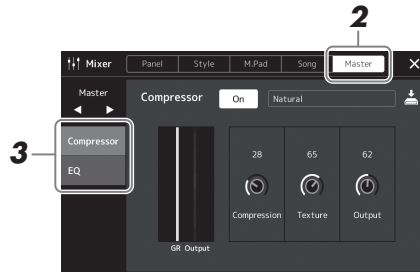 2
Mixer Panel Style M.Pad Song Master
Master
Compressor On Natural
3
Compressor
EQ
28 65 62
Compression Texture Output
GR Output